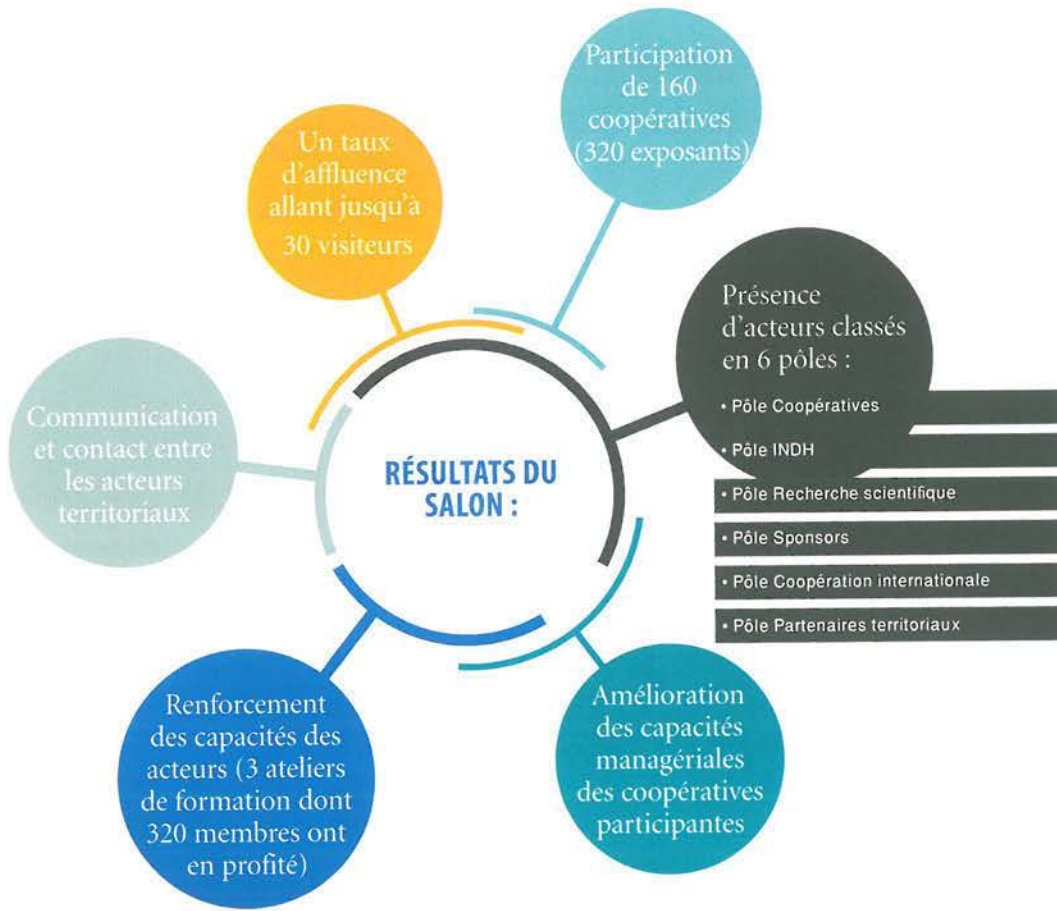 RÉSULTATS DU
SALON :
Participation
de 160
coopératives
(320 exposants)
Présence
d'acteurs classés
en 6 pôles :
• Pôle Coopératives
• Pôle INDH
• Pôle Recherche scientifique
• Pôle Sponsors
• Pôle Coopération internationale
• Pôle Partenaires territoriaux
Amélioration
des capacités
managériales
des coopératives
participantes
Renforcement
des capacités des
acteurs (3 ateliers
de formation dont
320 membres ont
en profité)
Communication
et contact entre
les acteurs
territoriaux
Un taux
d'affluence
allant jusqu'à
30 visiteurs